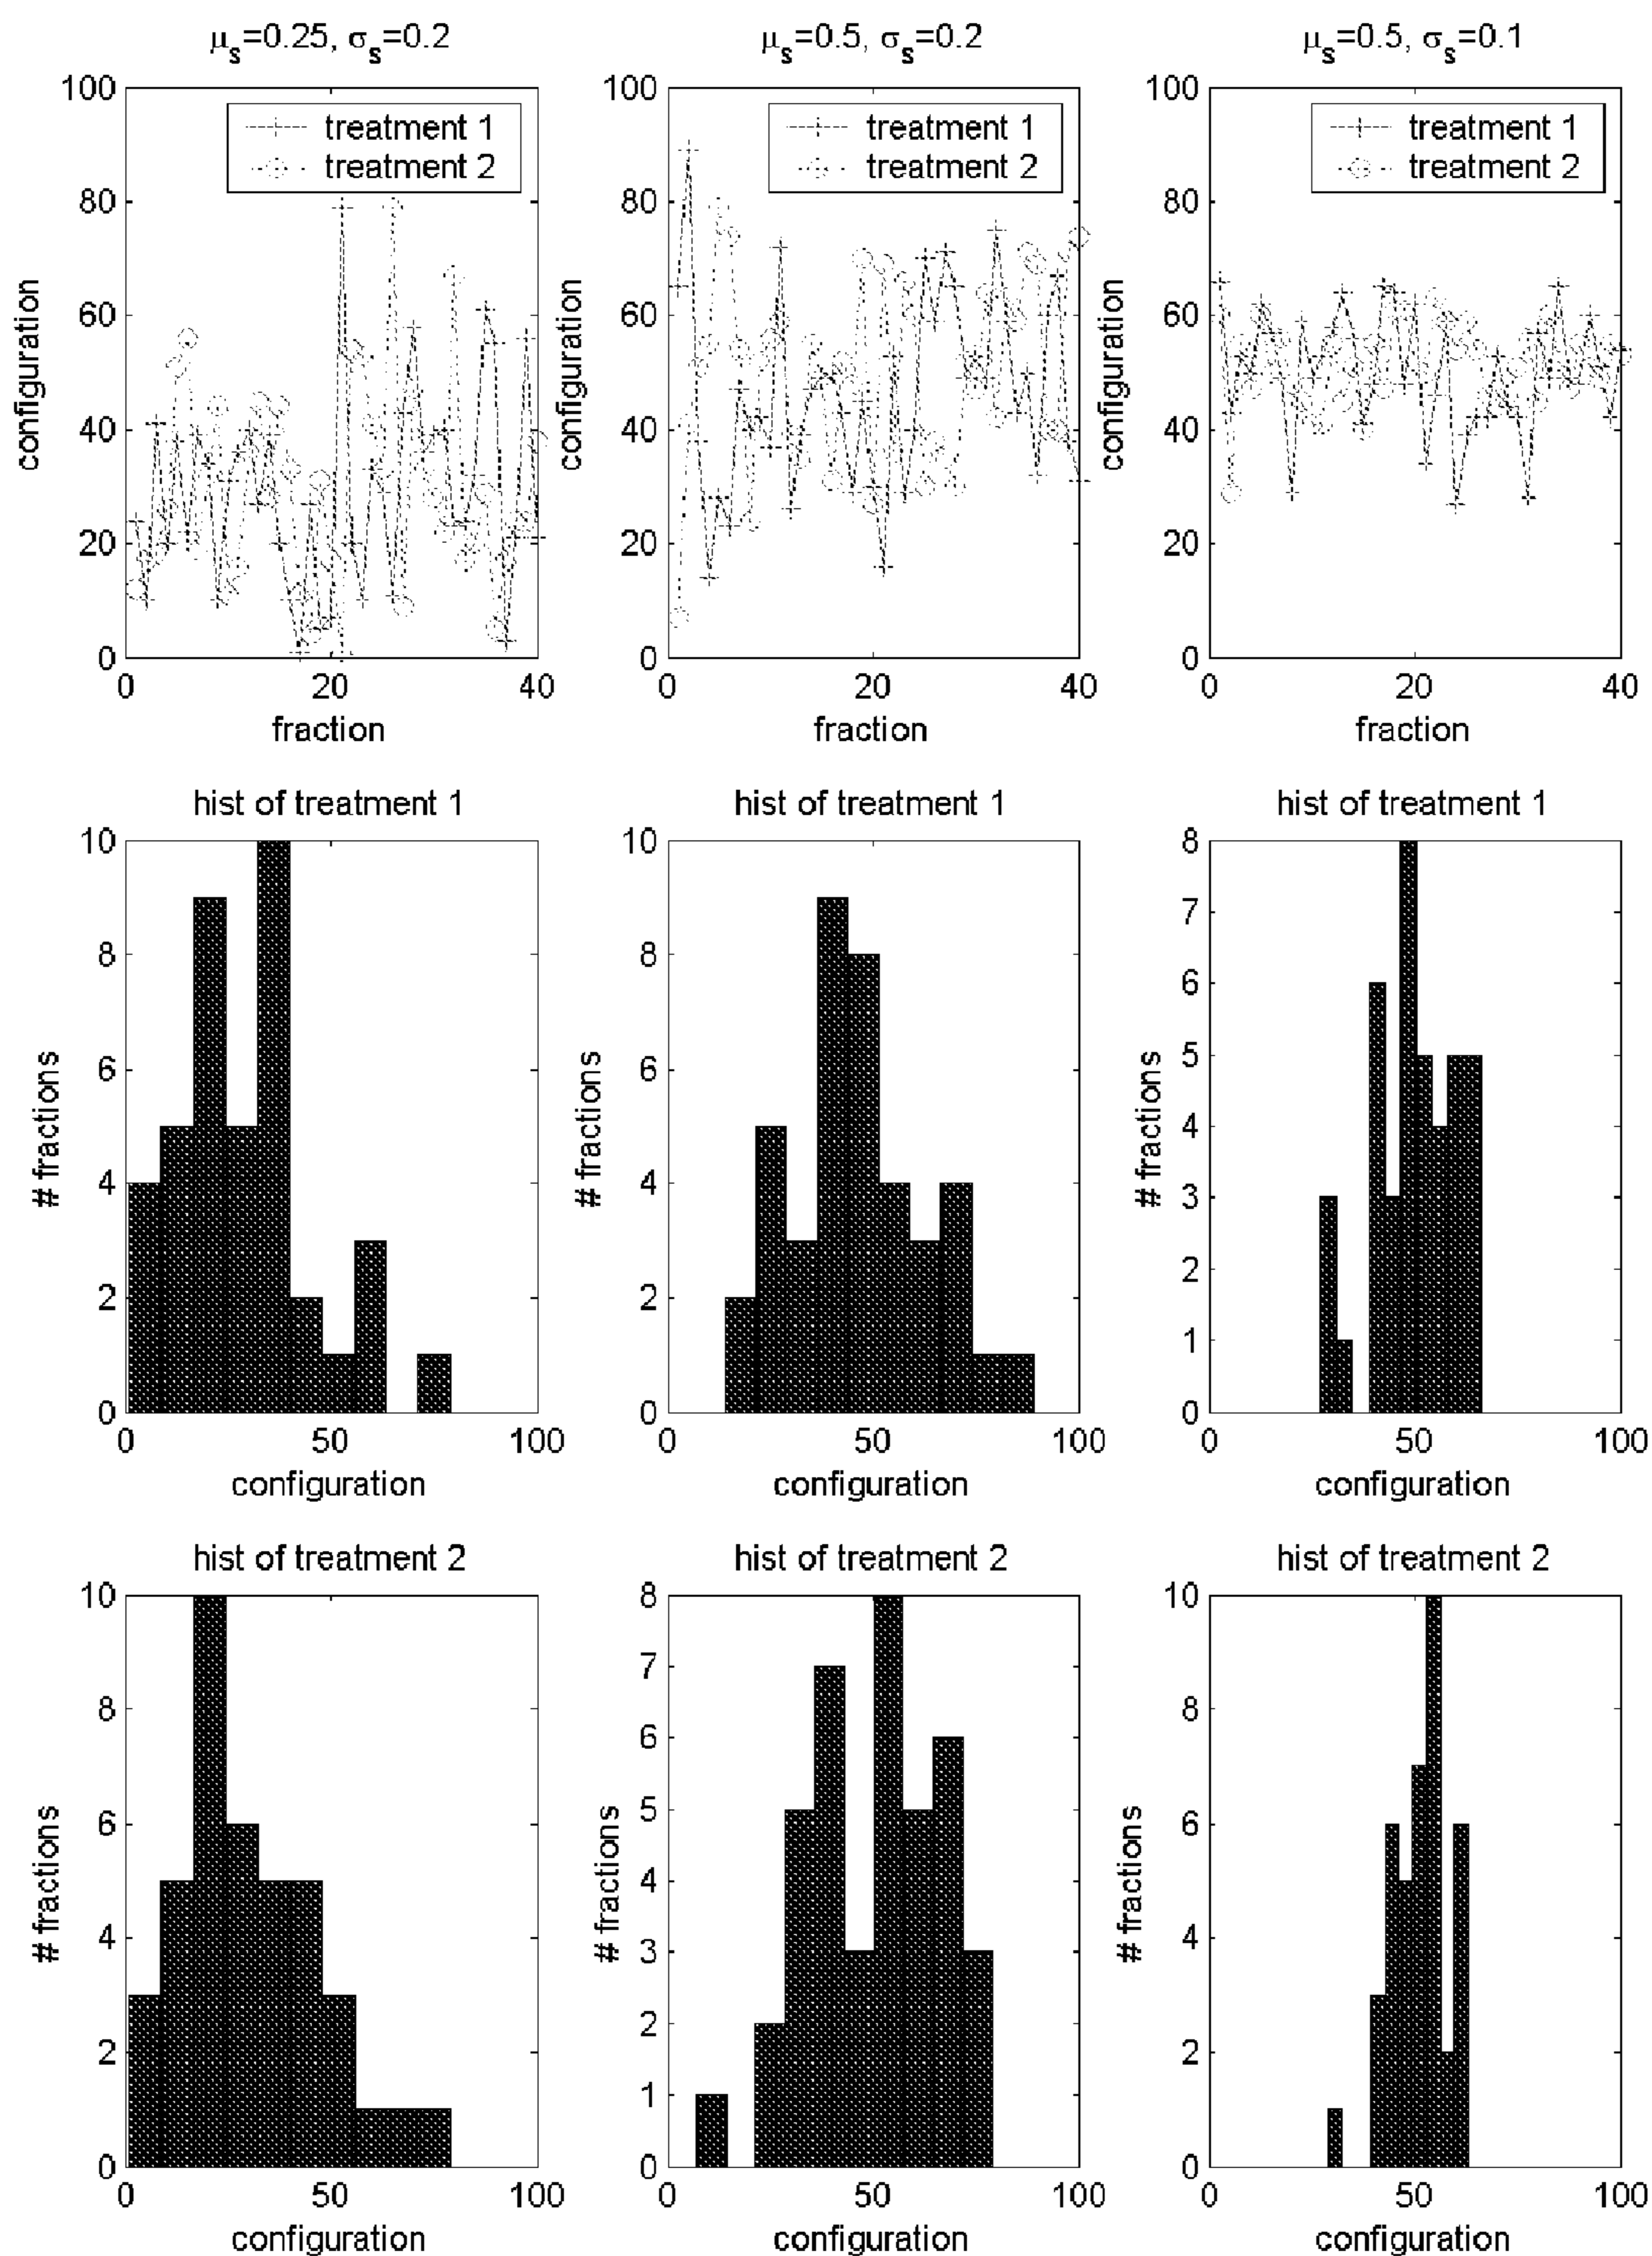 μs=0.25, σs=0.2
μs=0.5, σs=0.2
μs=0.5, σs=0.1
100
80
60
40
20
0
configuration
treatment 1
treatment 2
0 20 40
fraction
100
80
60
40
20
0
configuration
treatment 1
treatment 2
0 20 40
fraction
100
80
60
40
20
0
configuration
treatment 1
treatment 2
0 20 40
fraction
hist of treatment 1
10
8
6
4
2
0
# fractions
0 50 100
configuration
hist of treatment 1
10
8
6
4
2
0
# fractions
0 50 100
configuration
hist of treatment 1
8
7
6
5
4
3
2
1
0
# fractions
0 50 100
configuration
hist of treatment 2
10
8
6
4
2
0
# fractions
0 50 100
configuration
hist of treatment 2
8
7
6
5
4
3
2
1
0
# fractions
0 50 100
configuration
hist of treatment 2
10
8
6
4
2
0
# fractions
0 50 100
configuration